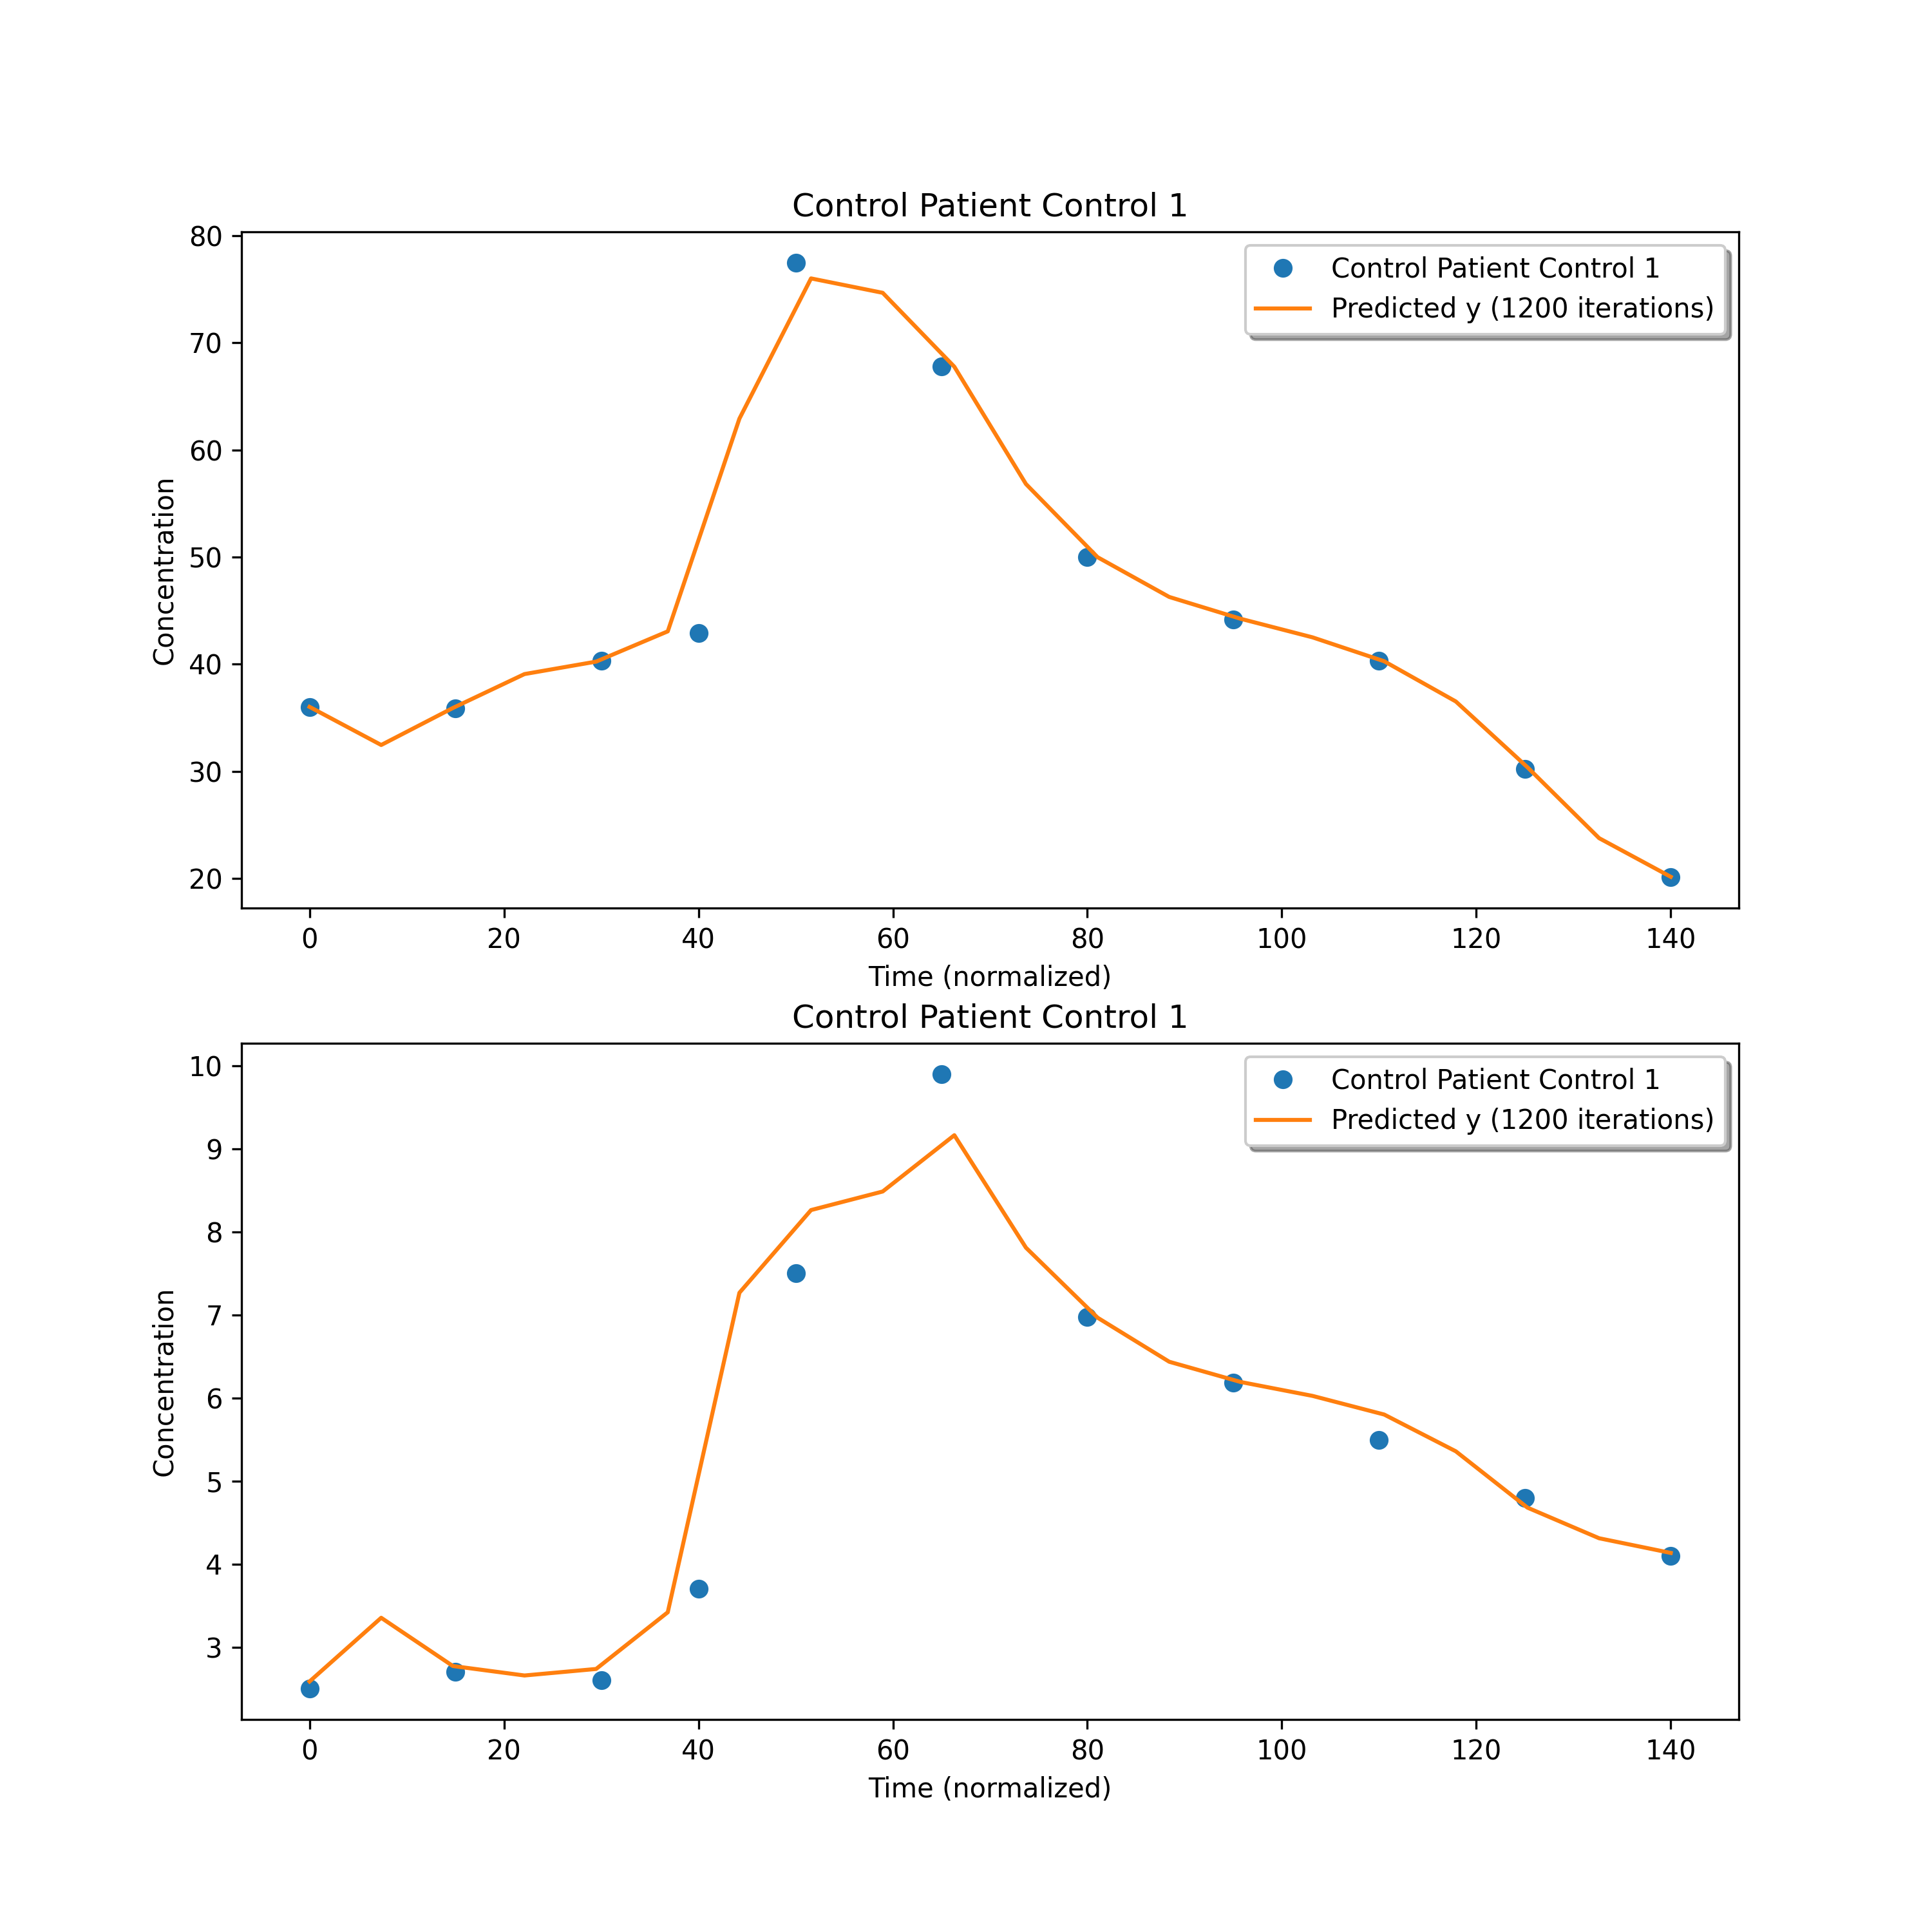 Control Patient Control 1
80
70
60
50
40
30
20
Concentration
Control Patient Control 1
Predicted y (1200 iterations)
0 20 40 60 80 100 120 140
Time (normalized)
Control Patient Control 1
10
9
8
7
6
5
4
3
Concentration
Control Patient Control 1
Predicted y (1200 iterations)
0 20 40 60 80 100 120 140
Time (normalized)